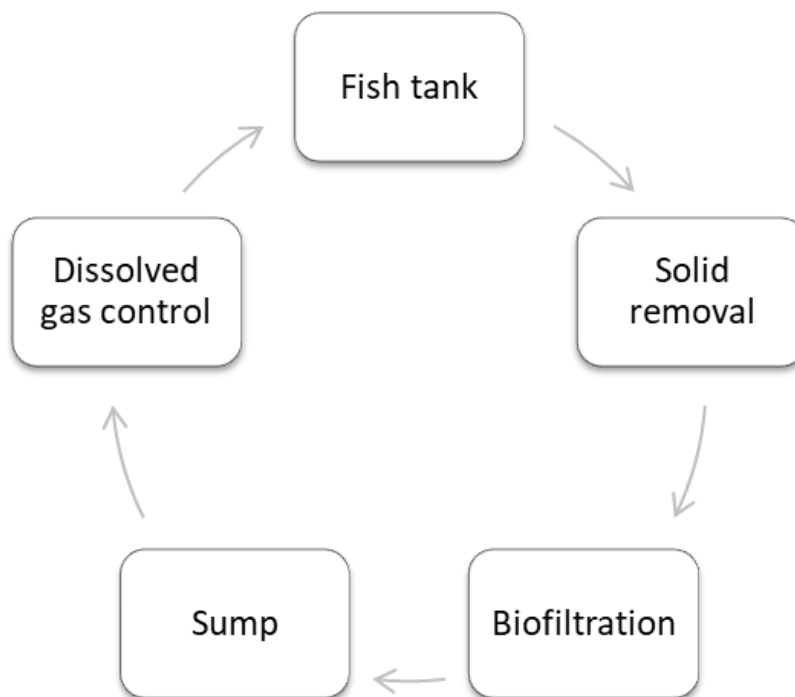 Fish tank
Dissolved
gas control
Solid
removal
Sump
Biofiltration